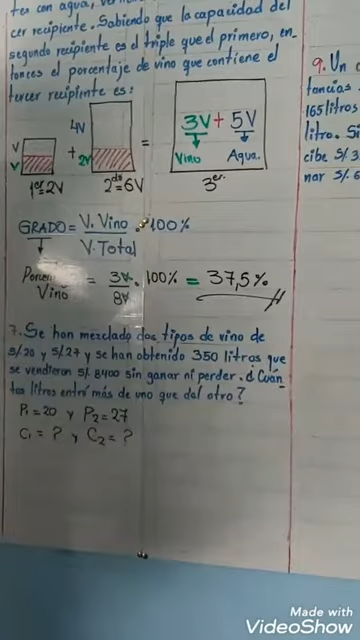 tes con agua,
cer recipiente. Sabiendo que la capacidad del
segundo recipiente es el triple que el primero, en-
tonces el porcentaje de vino que contiene el
tercer recipiente es:
V
V
+
4V
2V
=
3V + 5V
Vino Agua.
1er=2V
2do=6V
3er.
GRADO = V. Vino . 100%
V. Total
Vino = 3V . 100% = 37,5%
8V
7. Se han mezclado dos tipos de vino de
S/.20 y S/.27 y se han obtenido 350 litros que
se vendieron S/. 8400 sin ganar ni perder. ¿Cuán-
tos litros entró más de uno que del otro?
P1=20 y P2=27
C1=? y C2=?
9. Un
tancias
165 litros
litro. Si
cibe S/.3
nar S/.6
Made with
VideoShow